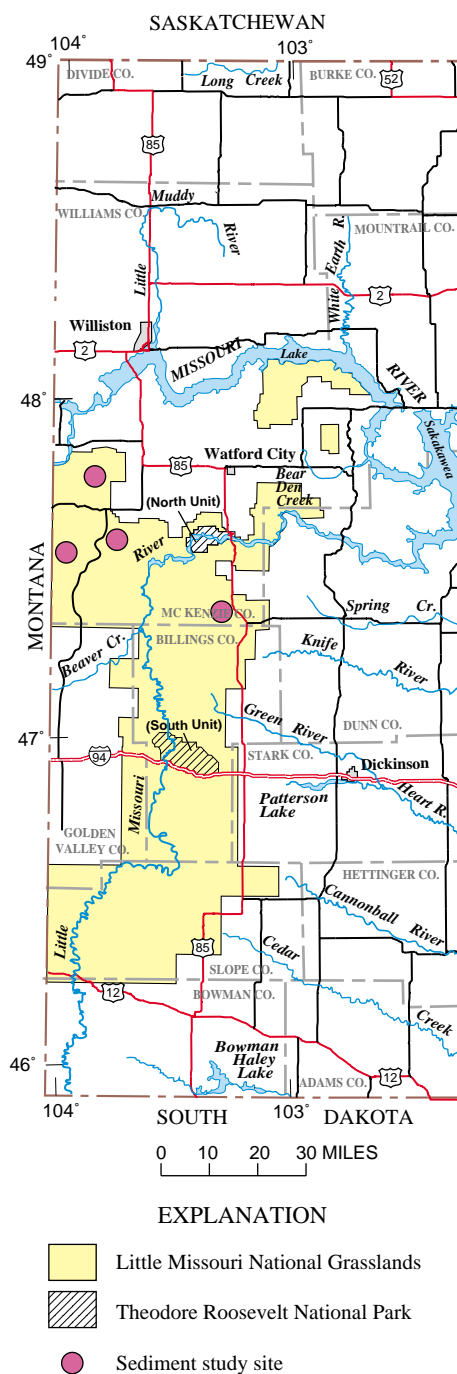 SASKATCHEWAN
104°
103°
49°
DIVIDE CO.
Long Creek
BURKE CO.
52
85
Muddy
WILLIAMS CO.
River
Little
White Earth R.
MOUNTRAIL CO.
2
Williston
2
MISSOURI
RIVER
Lake
Sakakawea
48°
85
Watford City
Bear
Den
Creek
(North Unit)
River
MONTANA
MC KENZIE CO.
BILLINGS CO.
Beaver Cr.
Spring Cr.
Knife
River
Green River
DUNN CO.
47°
(South Unit)
STARK CO.
94
Dickinson
Missouri
Patterson
Lake
Heart R.
GOLDEN
VALLEY CO.
HETTINGER CO.
Cannonball
River
Little
85
Cedar
Creek
SLOPE CO.
BOWMAN CO.
12
46°
Bowman
Haley
Lake
ADAMS CO.
12
104°
103°
SOUTH DAKOTA
0 10 20 30 MILES
EXPLANATION
Little Missouri National Grasslands
Theodore Roosevelt National Park
Sediment study site